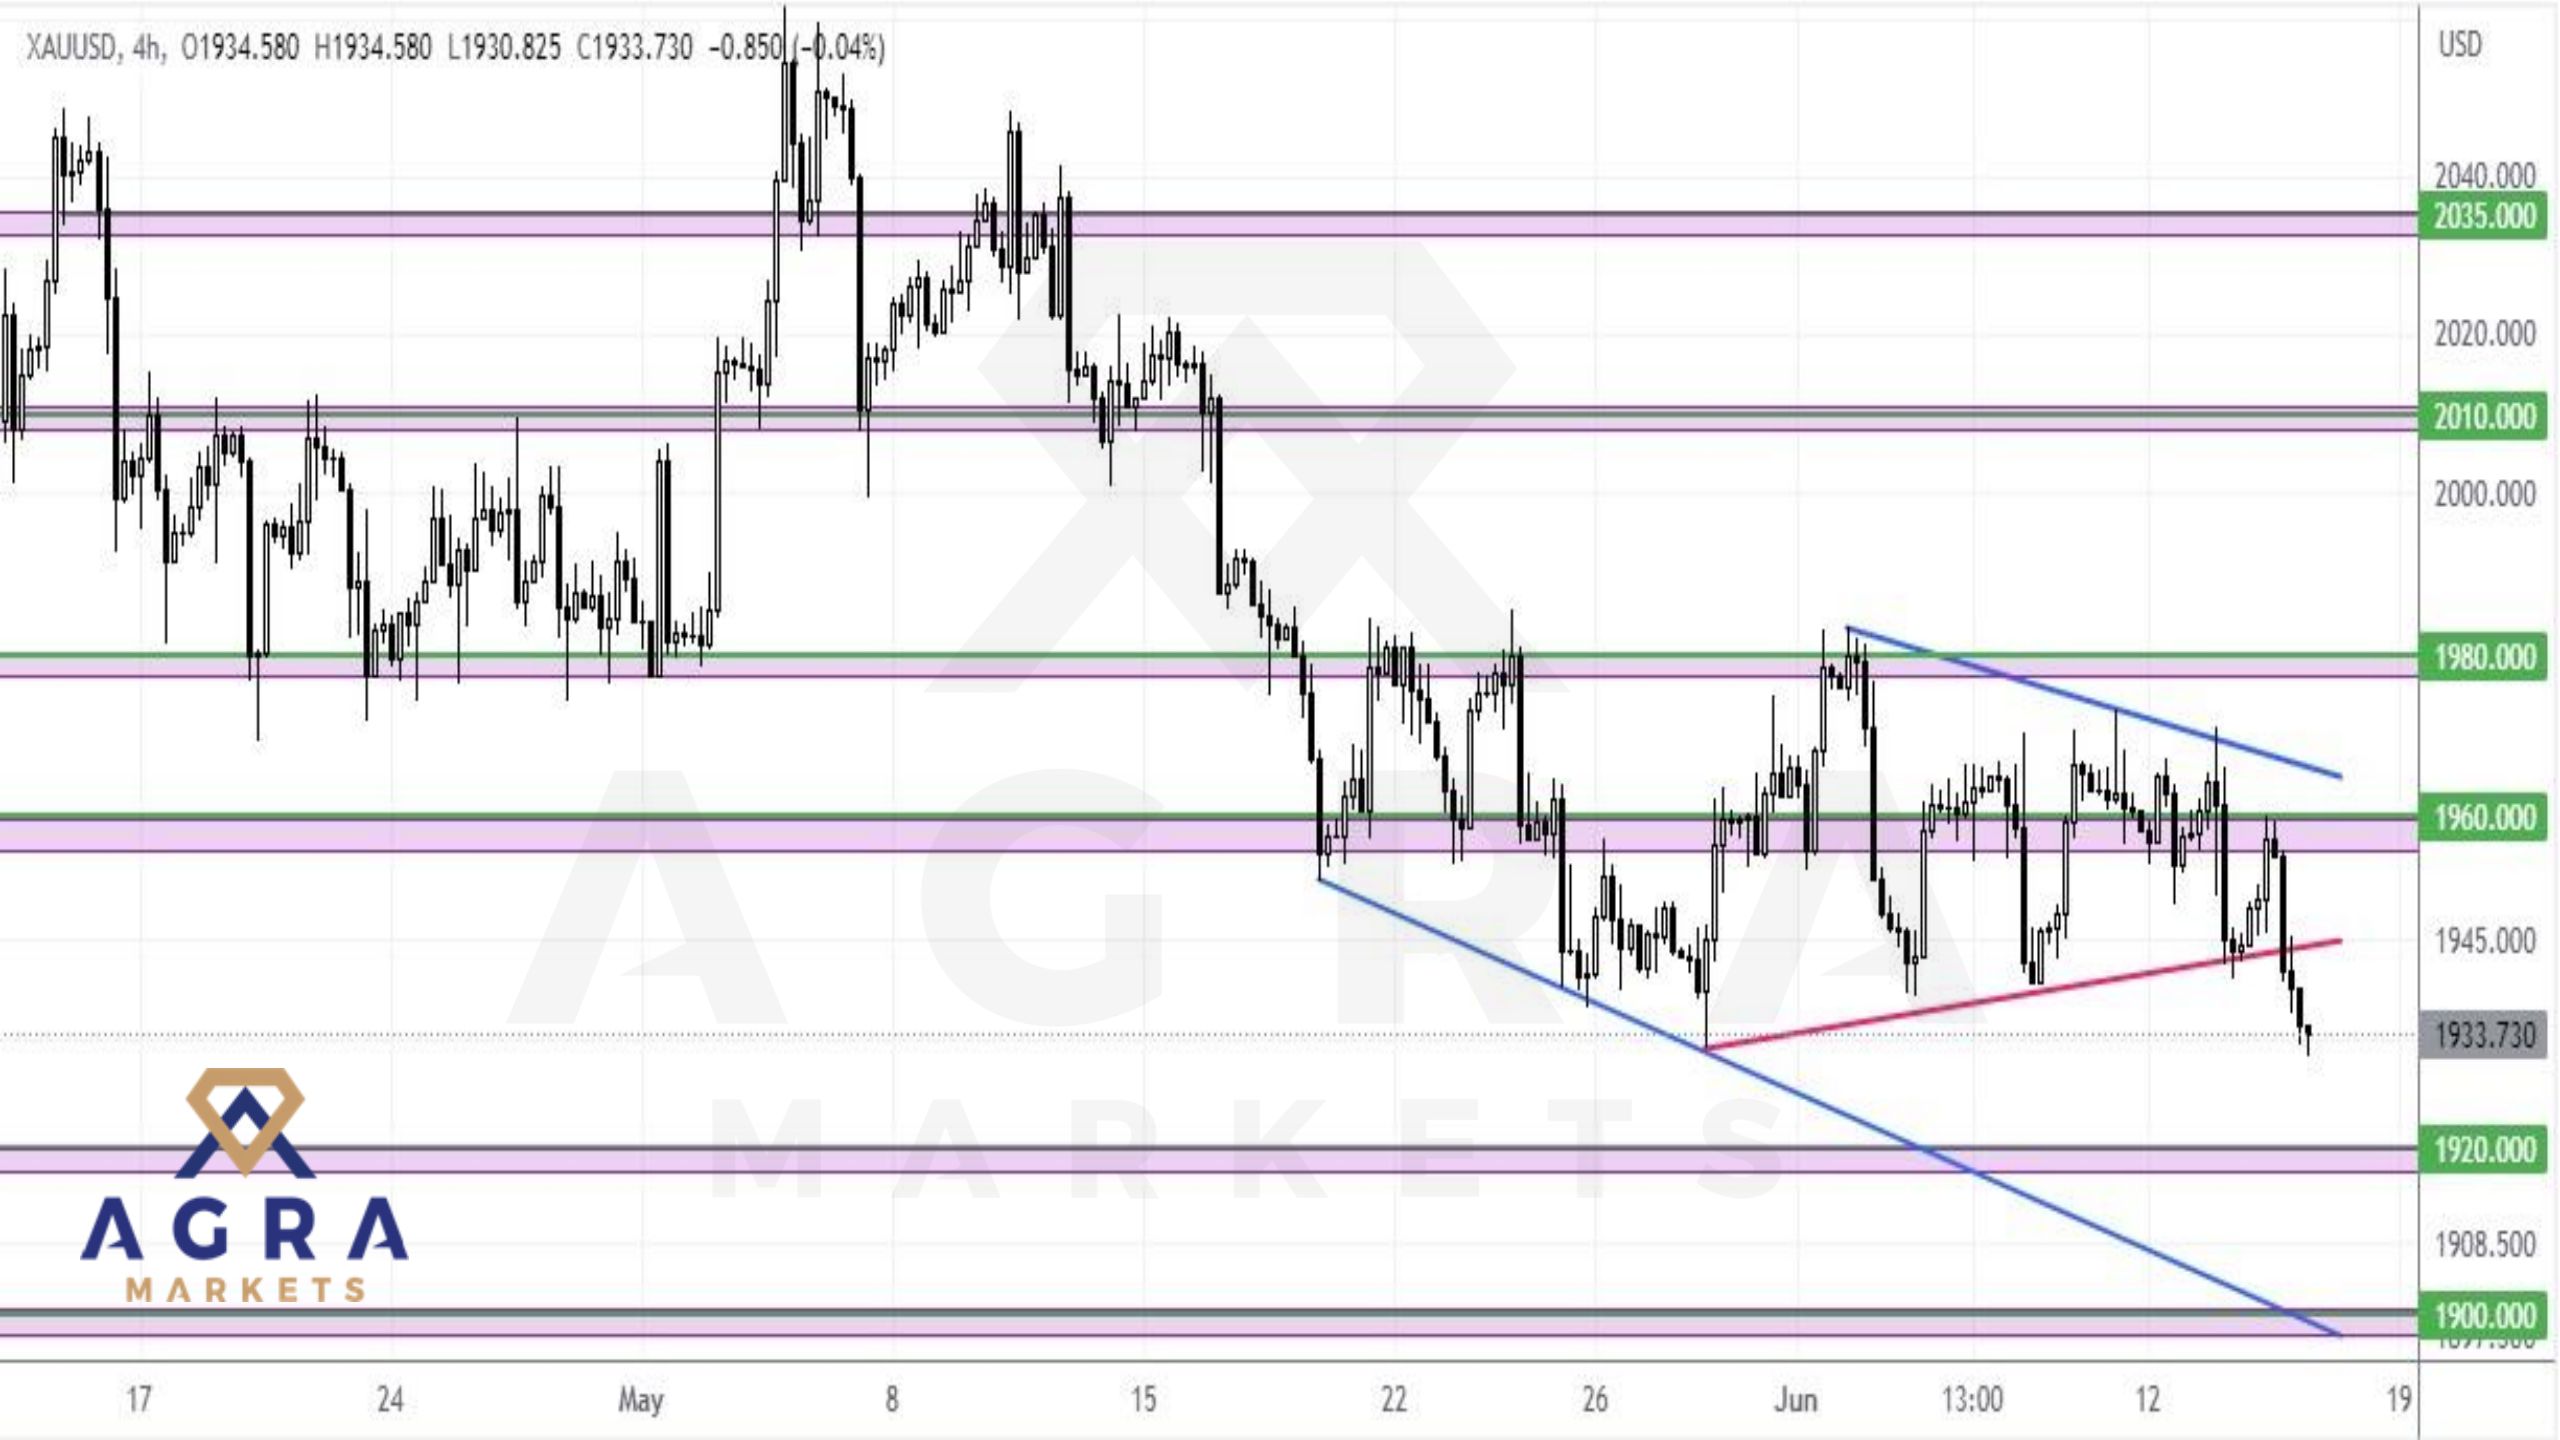 XAUUSD, 4h, O1934.580 H1934.580 L1930.825 C1933.730 −0.850 (−0.04%)
USD
2040.000
2035.000
2020.000
2010.000
2000.000
1980.000
1960.000
1945.000
1933.730
1920.000
1908.500
1900.000
AGRA
MARKETS
AGRA
MARKETS
17 24 May 8 15 22 26 Jun 13:00 12 19